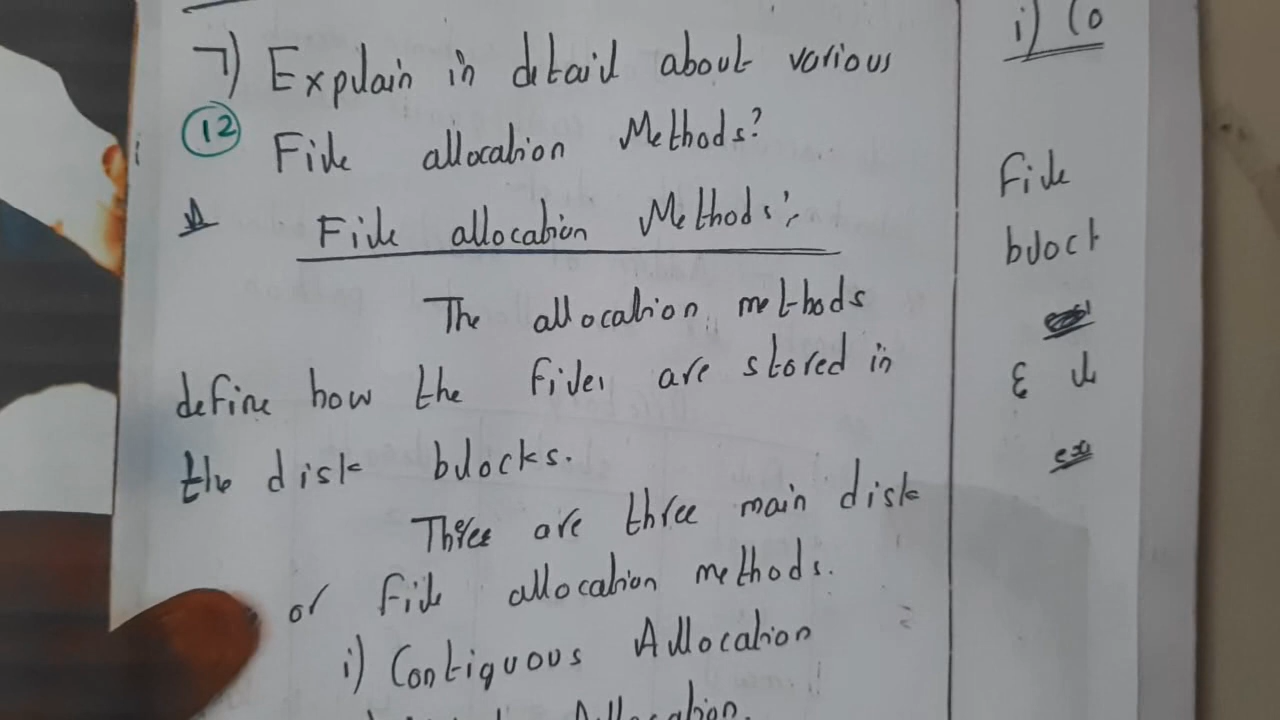 7) Explain in detail about various
12 File allocation Methods?
File allocation Methods:-
The allocation methods
define how the files are stored in
the disk blocks.
There are three main disk
or File allocation methods.
i) Contiguous Allocation
Allocation.
i) Co
File
block